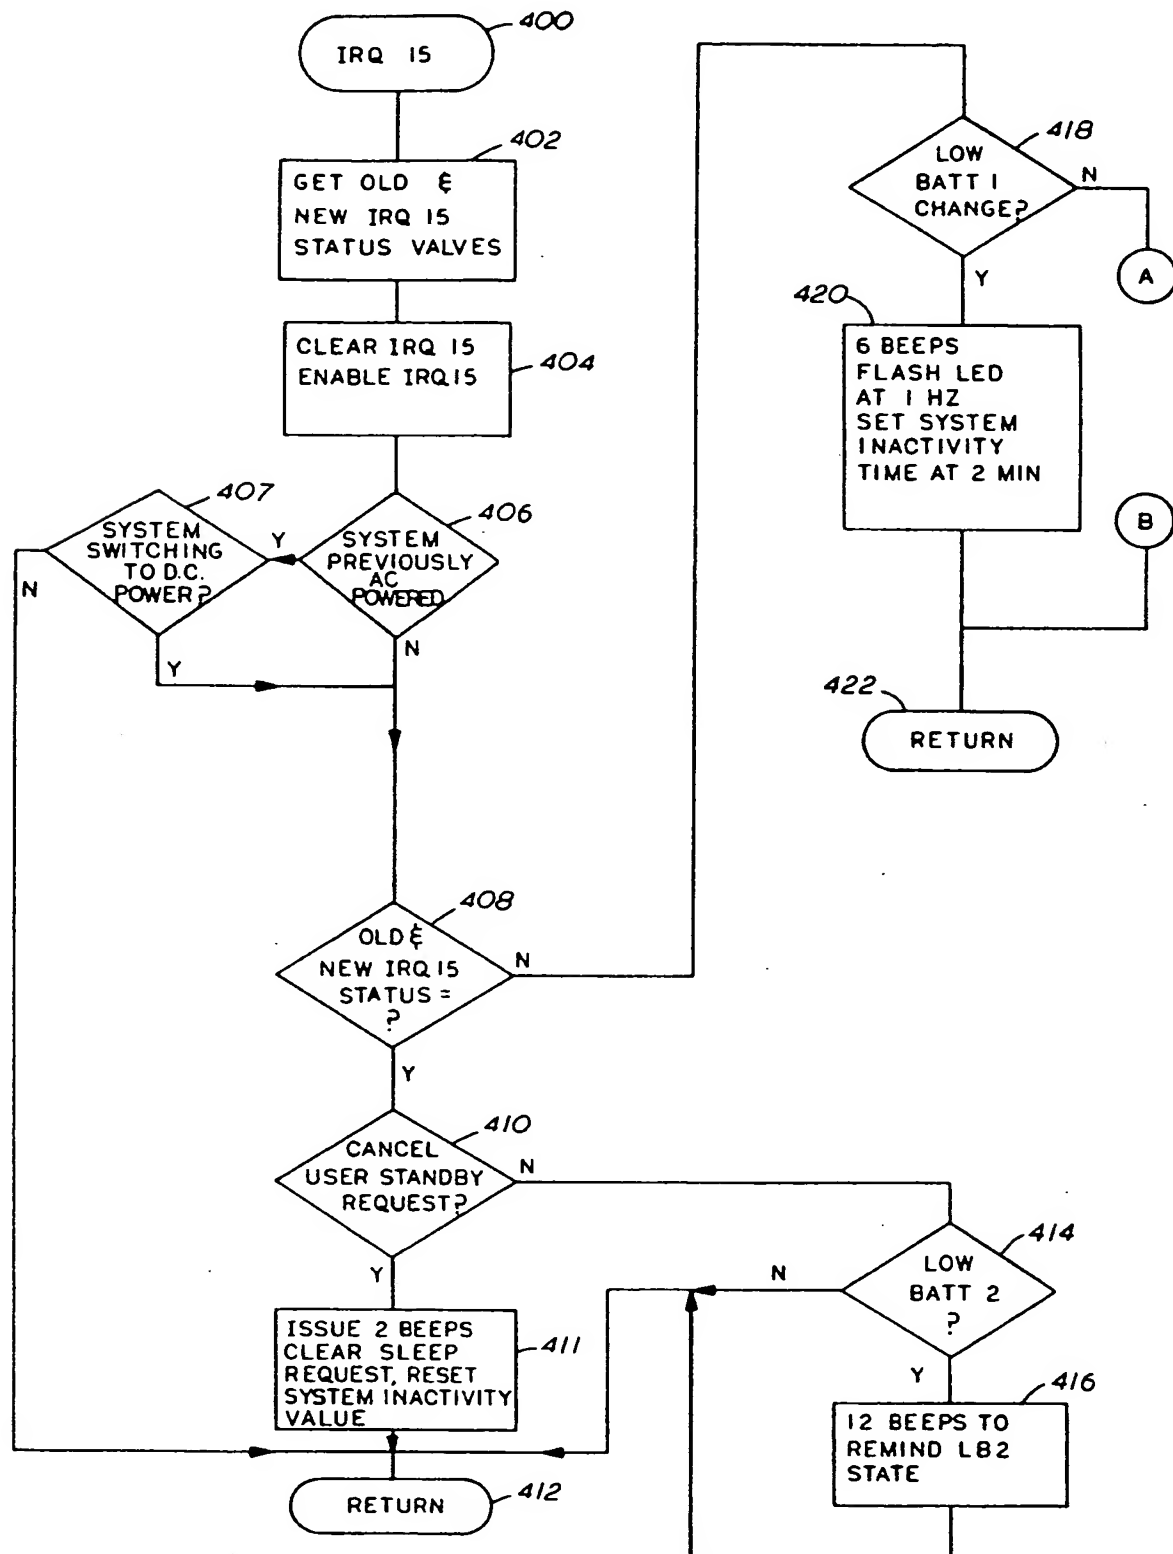 400
IRQ 15
402
GET OLD &
NEW IRQ 15
STATUS VALVES
CLEAR IRQ 15
ENABLE IRQ15
404
407
SYSTEM
SWITCHING
TO D.C.
POWER?
N
Y
Y
406
SYSTEM
PREVIOUSLY
AC
POWERED
N
408
OLD &
NEW IRQ15
STATUS =
?
N
Y
410
CANCEL
USER STANDBY
REQUEST?
N
Y
ISSUE 2 BEEPS
CLEAR SLEEP
REQUEST, RESET
SYSTEM INACTIVITY
VALUE
411
RETURN
412
414
LOW
BATT 2
?
N
Y
416
12 BEEPS TO
REMIND LB2
STATE
418
LOW
BATT 1
CHANGE?
N
A
Y
420
6 BEEPS
FLASH LED
AT 1 HZ
SET SYSTEM
INACTIVITY
TIME AT 2 MIN
B
422
RETURN